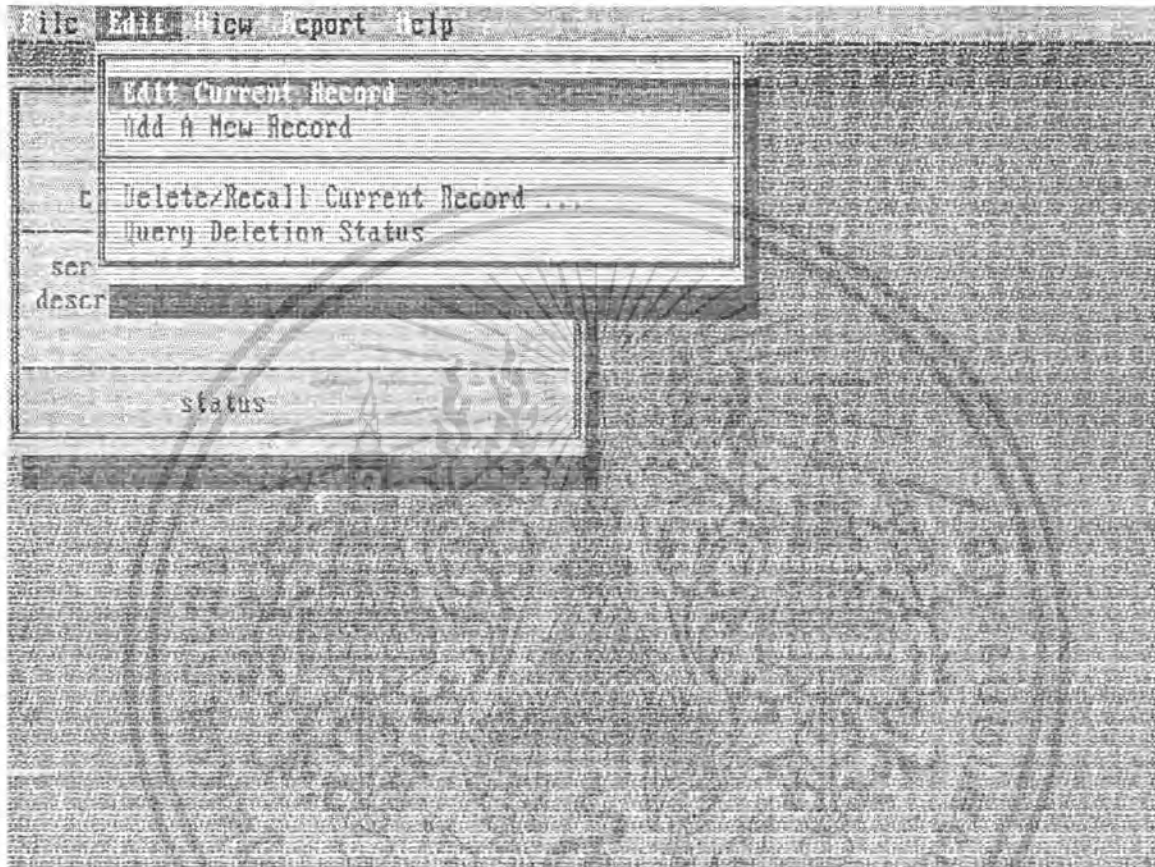 File Edit View Report Help
Edit Current Record
Add A New Record
Delete/Recall Current Record ...
Query Deletion Status
ser
descr
status